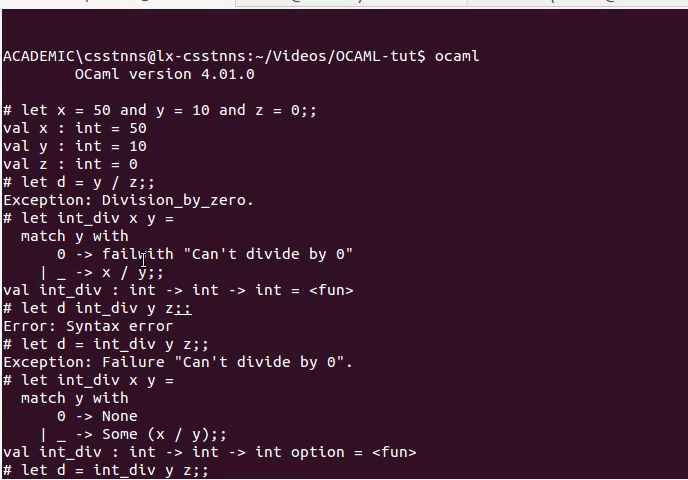 ACADEMIC\csstnns@lx-csstnns:~/Videos/OCAML-tut$ ocaml
        OCaml version 4.01.0
# let x = 50 and y = 10 and z = 0;;
val x : int = 50
val y : int = 10
val z : int = 0
# let d = y / z;;
Exception: Division_by_zero.
# let int_div x y =
  match y with
      0 -> failwith "Can't divide by 0"
    | _ -> x / y;;
val int_div : int -> int -> int = <fun>
# let d int_div y z;;
Error: Syntax error
# let d = int_div y z;;
Exception: Failure "Can't divide by 0".
# let int_div x y =
  match y with
      0 -> None
    | _ -> Some (x / y);;
val int_div : int -> int -> int option = <fun>
# let d = int_div y z;;